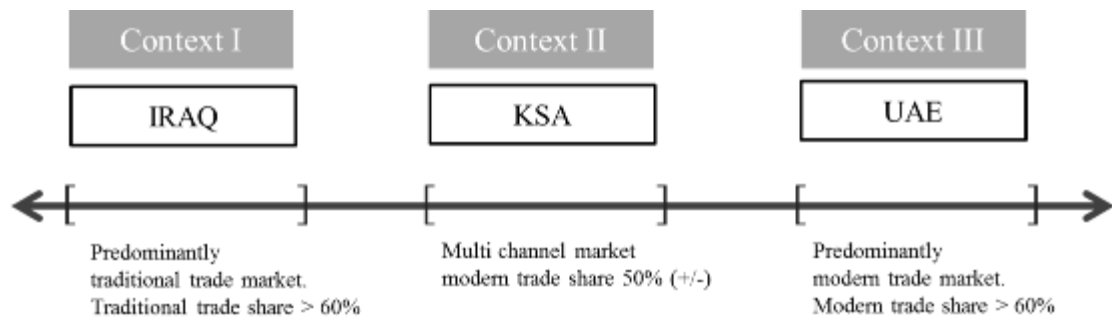 Context I
Context II
Context III
IRAQ
KSA
UAE
Predominantly
traditional trade market.
Traditional trade share > 60%
Multi channel market
modern trade share 50% (+/-)
Predominantly
modern trade market.
Modern trade share > 60%